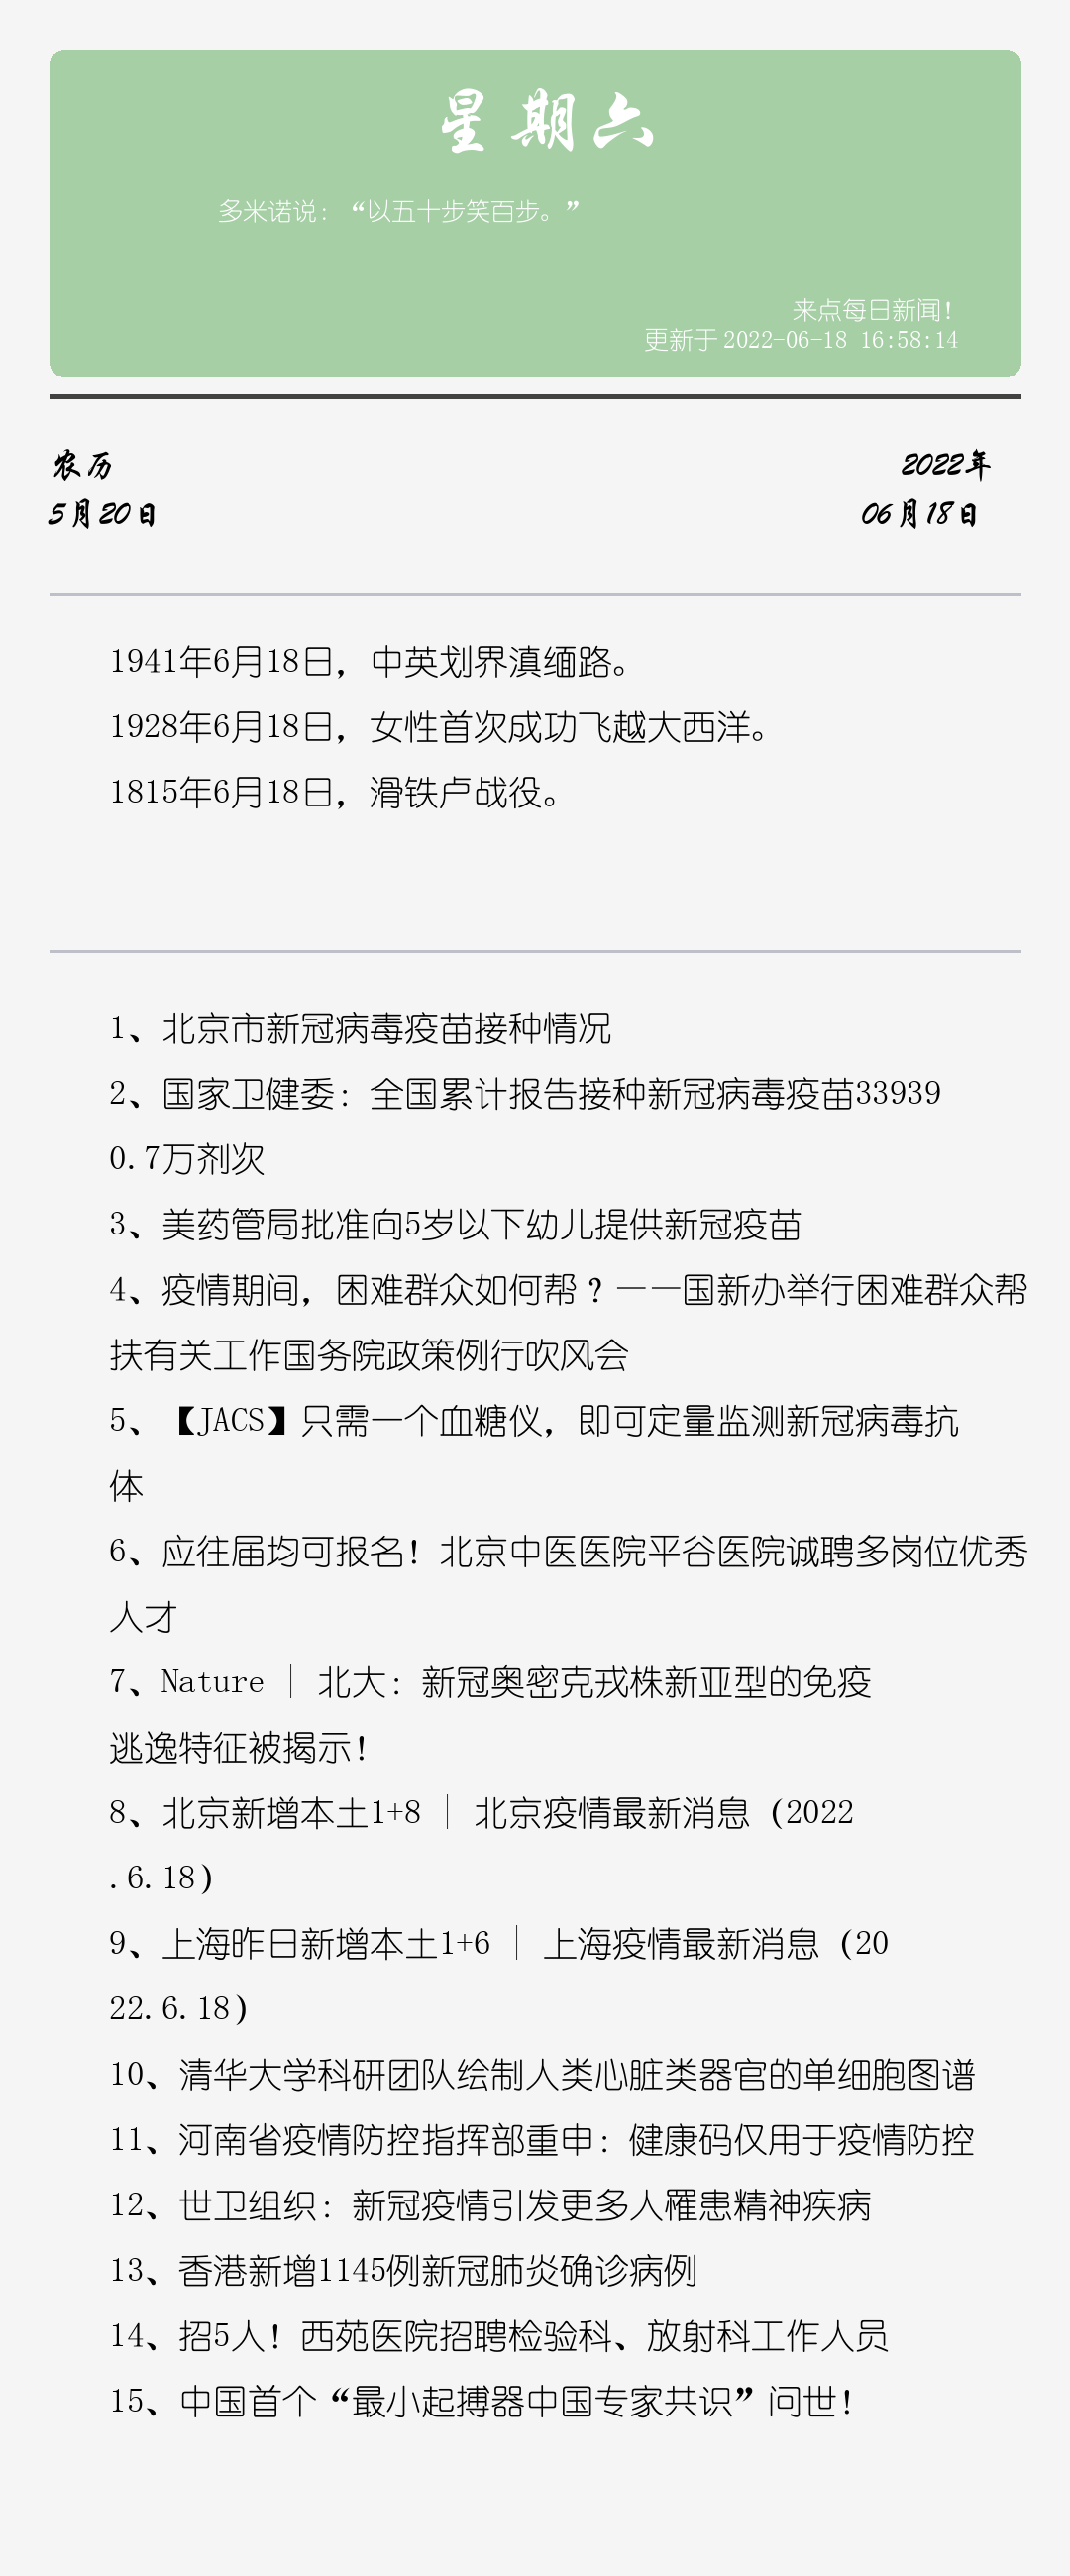 星期六
多米诺说：“以五十步笑百步。”
来点每日新闻！
更新于 2022-06-18 16:58:14
农历
2022年
5月20日
06月18日
1941年6月18日，中英划界滇缅路。
1928年6月18日，女性首次成功飞越大西洋。
1815年6月18日，滑铁卢战役。
1、北京市新冠病毒疫苗接种情况
2、国家卫健委：全国累计报告接种新冠病毒疫苗33939
0.7万剂次
3、美药管局批准向5岁以下幼儿提供新冠疫苗
4、疫情期间，困难群众如何帮？——国新办举行困难群众帮
扶有关工作国务院政策例行吹风会
5、【JACS】只需一个血糖仪，即可定量监测新冠病毒抗
体
6、应往届均可报名！北京中医医院平谷医院诚聘多岗位优秀
人才
7、Nature | 北大：新冠奥密克戎株新亚型的免疫
逃逸特征被揭示！
8、北京新增本土1+8 | 北京疫情最新消息（2022
.6.18）
9、上海昨日新增本土1+6 | 上海疫情最新消息（20
22.6.18）
10、清华大学科研团队绘制人类心脏类器官的单细胞图谱
11、河南省疫情防控指挥部重申：健康码仅用于疫情防控
12、世卫组织：新冠疫情引发更多人罹患精神疾病
13、香港新增1145例新冠肺炎确诊病例
14、招5人！西苑医院招聘检验科、放射科工作人员
15、中国首个“最小起搏器中国专家共识”问世！